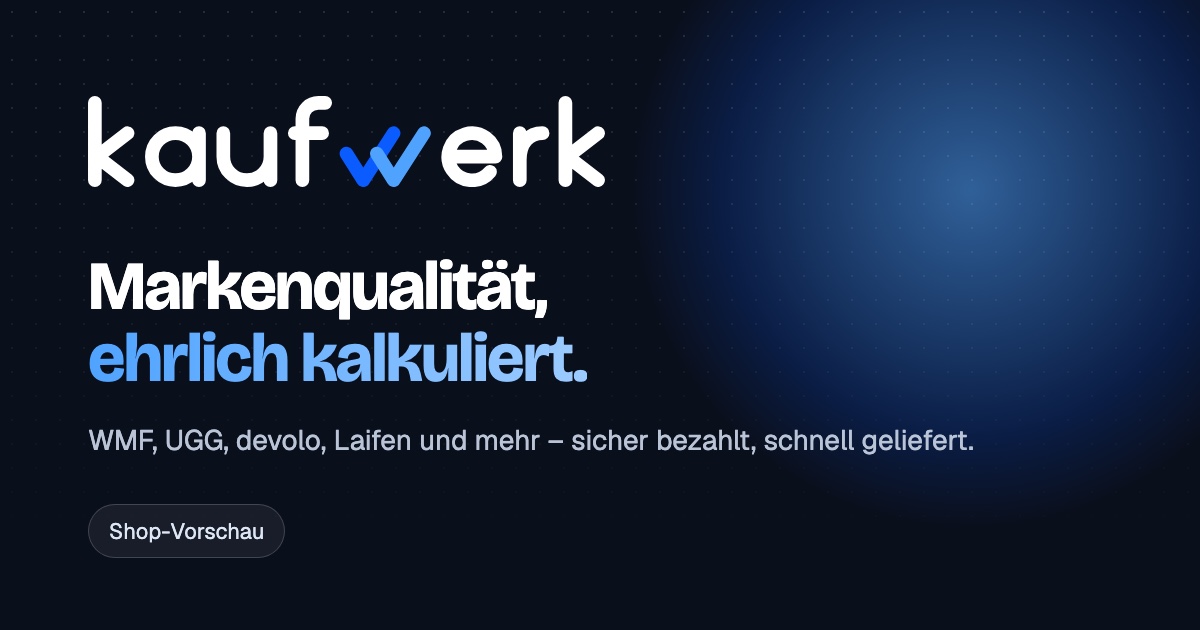 kaufwerk
Markenqualität,
ehrlich kalkuliert.
WMF, UGG, devolo, Laifen und mehr – sicher bezahlt, schnell geliefert.
Shop-Vorschau